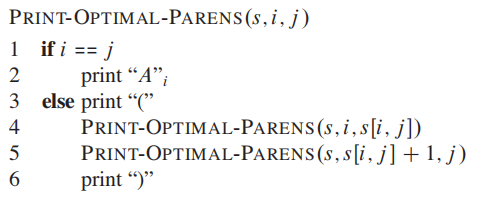 PRINT-OPTIMAL-PARENS(s, i, j)
1 if i == j
2 print “A”ᵢ
3 else print “(”
4 PRINT-OPTIMAL-PARENS(s, i, s[i, j])
5 PRINT-OPTIMAL-PARENS(s, s[i, j] + 1, j)
6 print “)”